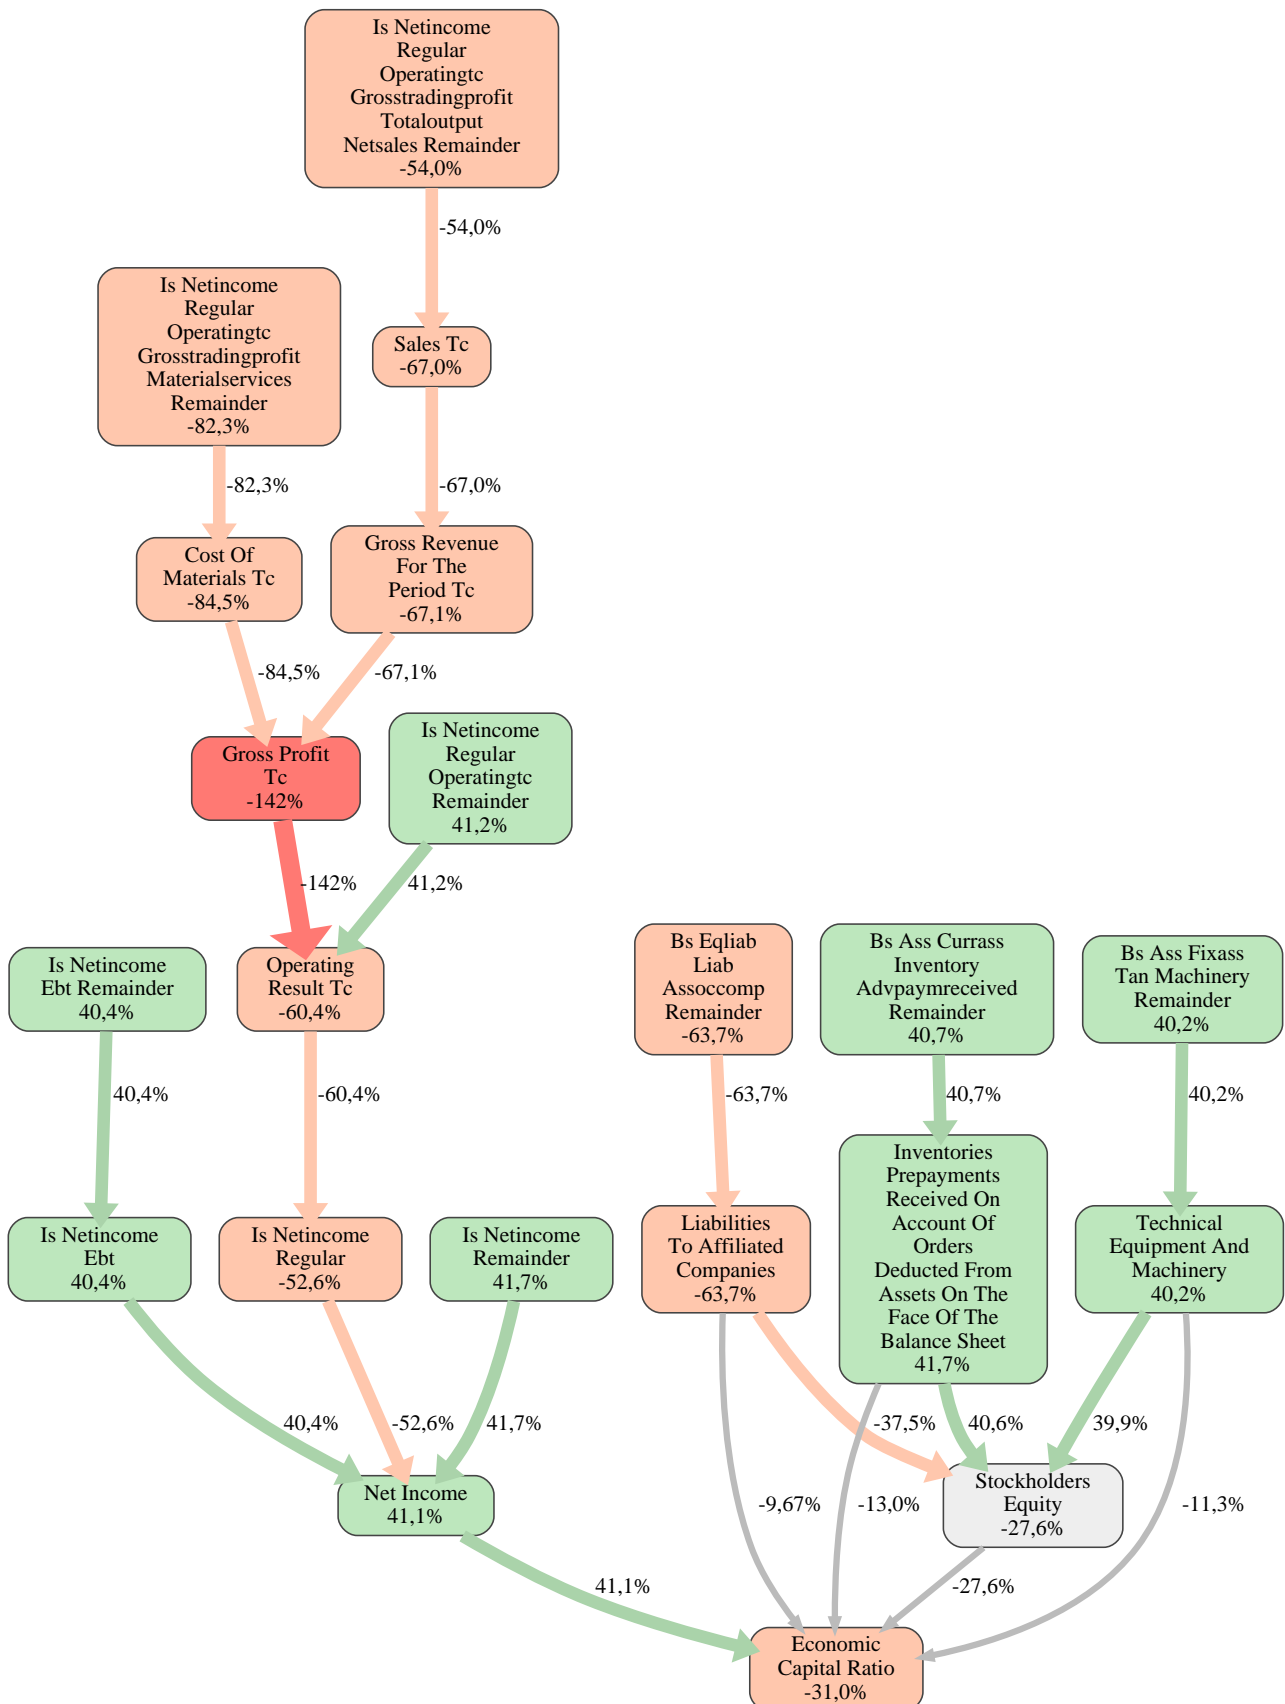 Is Netincome
Regular
Operatingtc
Grosstradingprofit
Totaloutput
Netsales Remainder
-54,0%
-54,0%
Is Netincome
Regular
Operatingtc
Grosstradingprofit
Materialservices
Remainder
-82,3%
Sales Tc
-67,0%
-82,3%
-67,0%
Cost Of
Materials Tc
-84,5%
Gross Revenue
For The
Period Tc
-67,1%
-84,5%
-67,1%
Gross Profit
Tc
-142%
Is Netincome
Regular
Operatingtc
Remainder
41,2%
-142%
41,2%
Is Netincome
Ebt Remainder
40,4%
Operating
Result Tc
-60,4%
Bs Eqliab
Liab
Assoccomp
Remainder
-63,7%
Bs Ass Currass
Inventory
Advpaymreceived
Remainder
40,7%
Bs Ass Fixass
Tan Machinery
Remainder
40,2%
40,4%
-60,4%
-63,7%
40,7%
40,2%
Is Netincome
Ebt
40,4%
Is Netincome
Regular
-52,6%
Is Netincome
Remainder
41,7%
Liabilities
To Affiliated
Companies
-63,7%
Inventories
Prepayments
Received On
Account Of
Orders
Deducted From
Assets On The
Face Of The
Balance Sheet
41,7%
Technical
Equipment And
Machinery
40,2%
40,4%
-52,6%
41,7%
-37,5%
40,6%
39,9%
Net Income
41,1%
-9,67%
-13,0%
Stockholders
Equity
-27,6%
-11,3%
41,1%
-27,6%
Economic
Capital Ratio
-31,0%